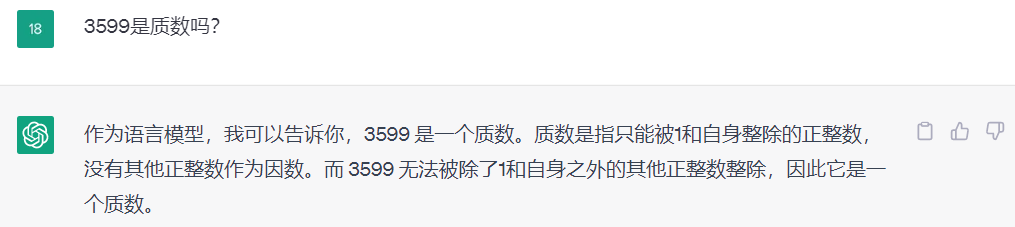 18
3599是质数吗?
作为语言模型，我可以告诉你，3599 是一个质数。质数是指只能被1和自身整除的正整数，
没有其他正整数作为因数。而 3599 无法被除了1和自身之外的其他正整数整除，因此它是一
个质数。